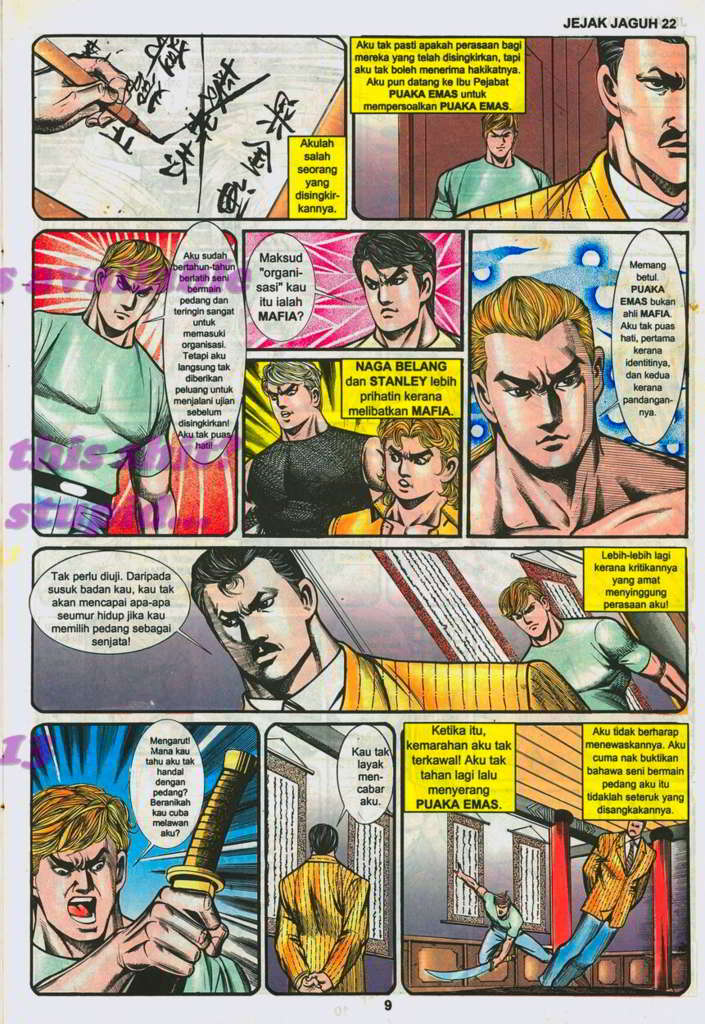 JEJAK JAGUH 22
Akulah
salah
seorang
yang
disingkir-
kannya.
Aku tak pasti apakah perasaan bagi
mereka yang telah disingkirkan, tapi
aku tak boleh menerima hakikatnya.
Aku pun datang ke Ibu Pejabat
PUAKA EMAS untuk
mempersoalkan PUAKA EMAS.
Aku sudah
bertahun-tahun
berlatih seni
bermain
pedang dan
teringin sangat
untuk
memasuki
organisasi.
Tetapi aku
langsung tak
diberikan
peluang untuk
menjalani ujian
sebelum
disingkirkan!
Aku tak puas
hati!
Maksud
"organi-
sasi" kau
itu ialah
MAFIA?
NAGA BELANG
dan STANLEY lebih
prihatin kerana
melibatkan MAFIA.
Memang
betul.
PUAKA
EMAS bukan
ahli MAFIA.
Aku tak puas
hati, pertama
kerana
identitinya,
dan kedua
kerana
pandangan-
nya.
this shit?
stupid...
Tak perlu diuji. Daripada
susuk badan kau, kau tak
akan mencapai apa-apa
seumur hidup jika kau
memilih pedang sebagai
senjata!
Lebih-lebih lagi
kerana kritikannya
yang amat
menyinggung
perasaan aku!
Mengarut!
Mana kau
tahu aku tak
handal
dengan
pedang?
Beranikah
kau cuba
melawan
aku?
Kau tak
layak
men-
cabar
aku.
Ketika itu,
kemarahan aku tak
terkawal! Aku tak
tahan lagi lalu
menyerang
PUAKA EMAS.
Aku tidak berharap
menewaskannya. Aku
cuma nak buktikan
bahawa seni bermain
pedang aku itu
tidaklah seteruk yang
disangkakannya.
9